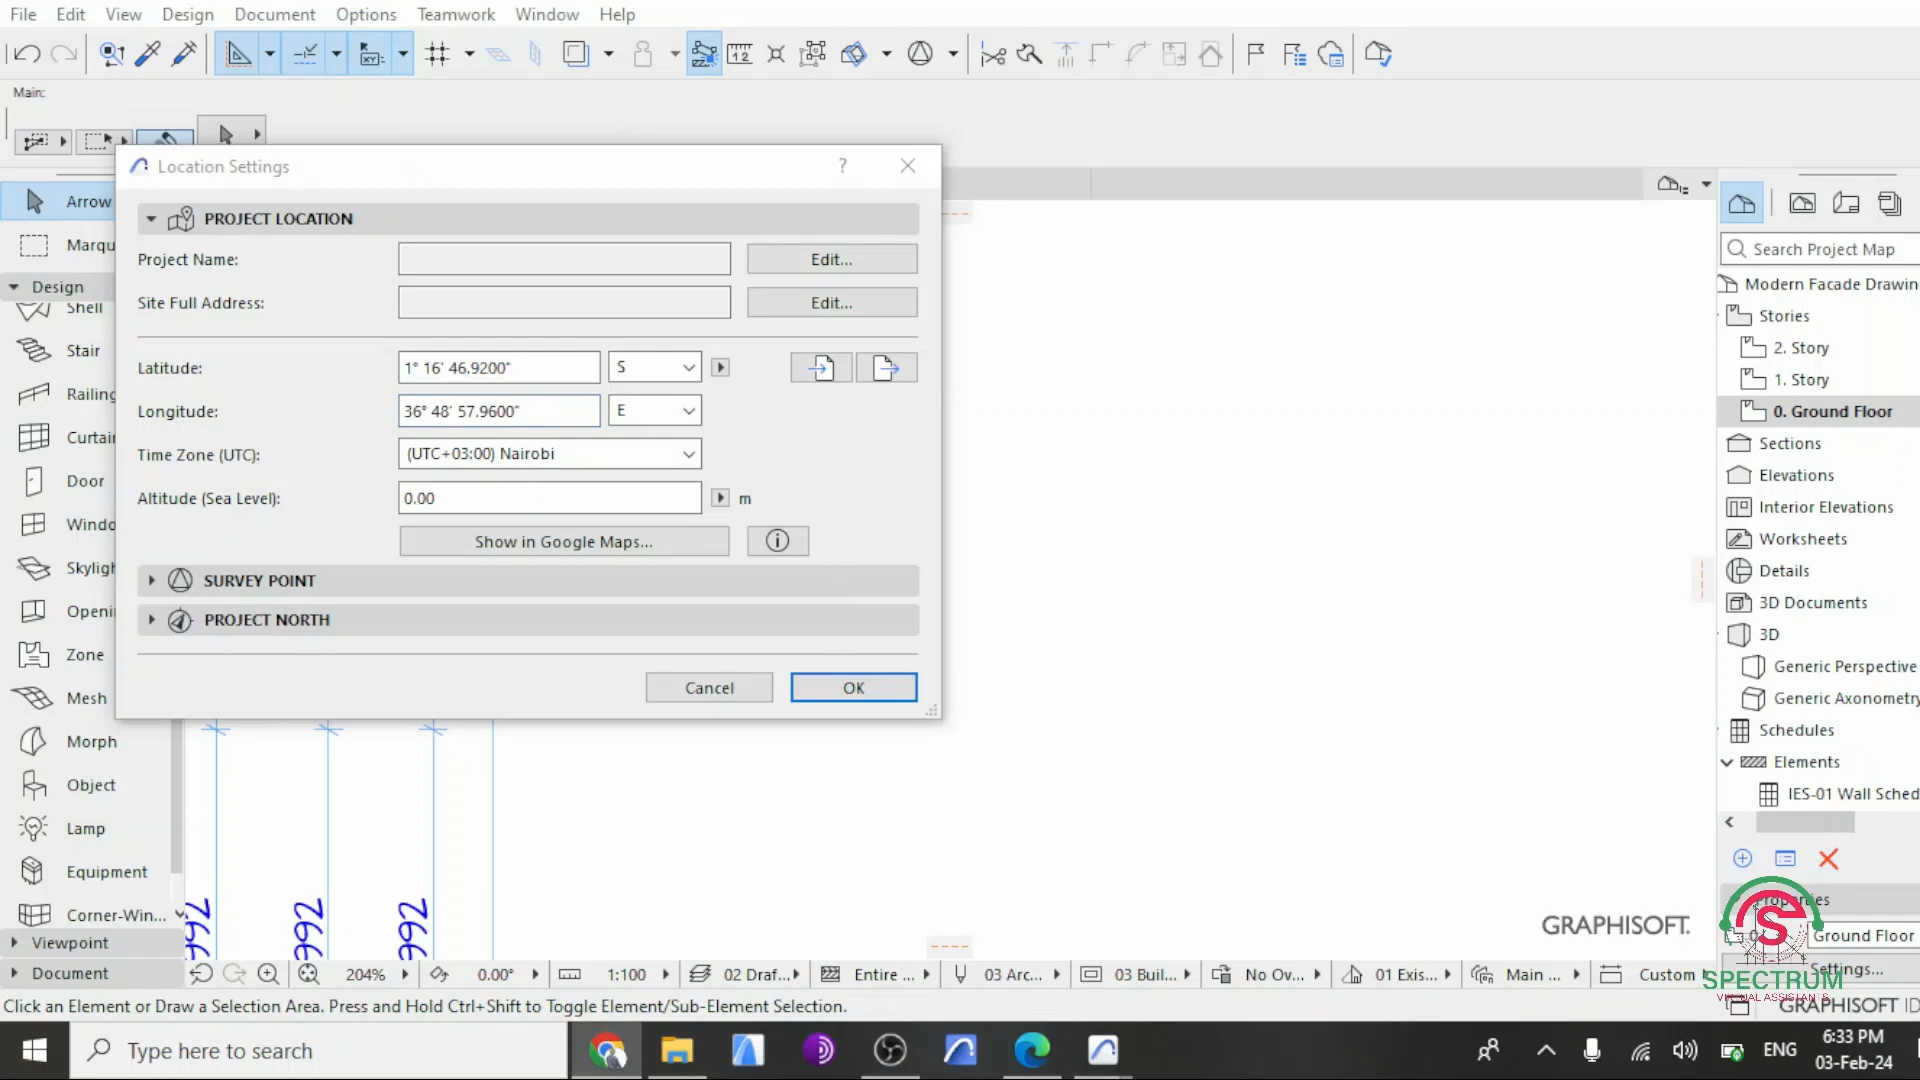 File Edit View Design Document Options Teamwork Window Help
Main:
Location Settings
PROJECT LOCATION
Project Name:
Edit...
Site Full Address:
Edit...
Latitude:
1° 16' 46.9200"
S
Longitude:
36° 48' 57.9600"
E
Time Zone (UTC):
(UTC+03:00) Nairobi
Altitude (Sea Level):
0.00
m
Show in Google Maps...
SURVEY POINT
PROJECT NORTH
Cancel
OK
Arrow
Marqu
Design
Shell
Stair
Railing
Curtai
Door
Windo
Skyligh
Openi
Zone
Mesh
Morph
Object
Lamp
Equipment
Corner-Win...
Viewpoint
Document
Search Project Map
Modern Facade Drawin
Stories
2. Story
1. Story
0. Ground Floor
Sections
Elevations
Interior Elevations
Worksheets
Details
3D Documents
3D
Generic Perspective
Generic Axonometry
Schedules
Elements
IES-01 Wall Sched
Properties
Ground Floor
Settings...
GRAPHISOFT.
SPECTRUM
VIRTUAL ASSISTANTS
992
992
204%
0.00°
1:100
02 Draf...
Entire ...
03 Arc...
03 Buil...
No Ov...
01 Exis...
Main ...
Custom
Click an Element or Draw a Selection Area. Press and Hold Ctrl+Shift to Toggle Element/Sub-Element Selection.
GRAPHISOFT ID
Type here to search
ENG
6:33 PM
03-Feb-24